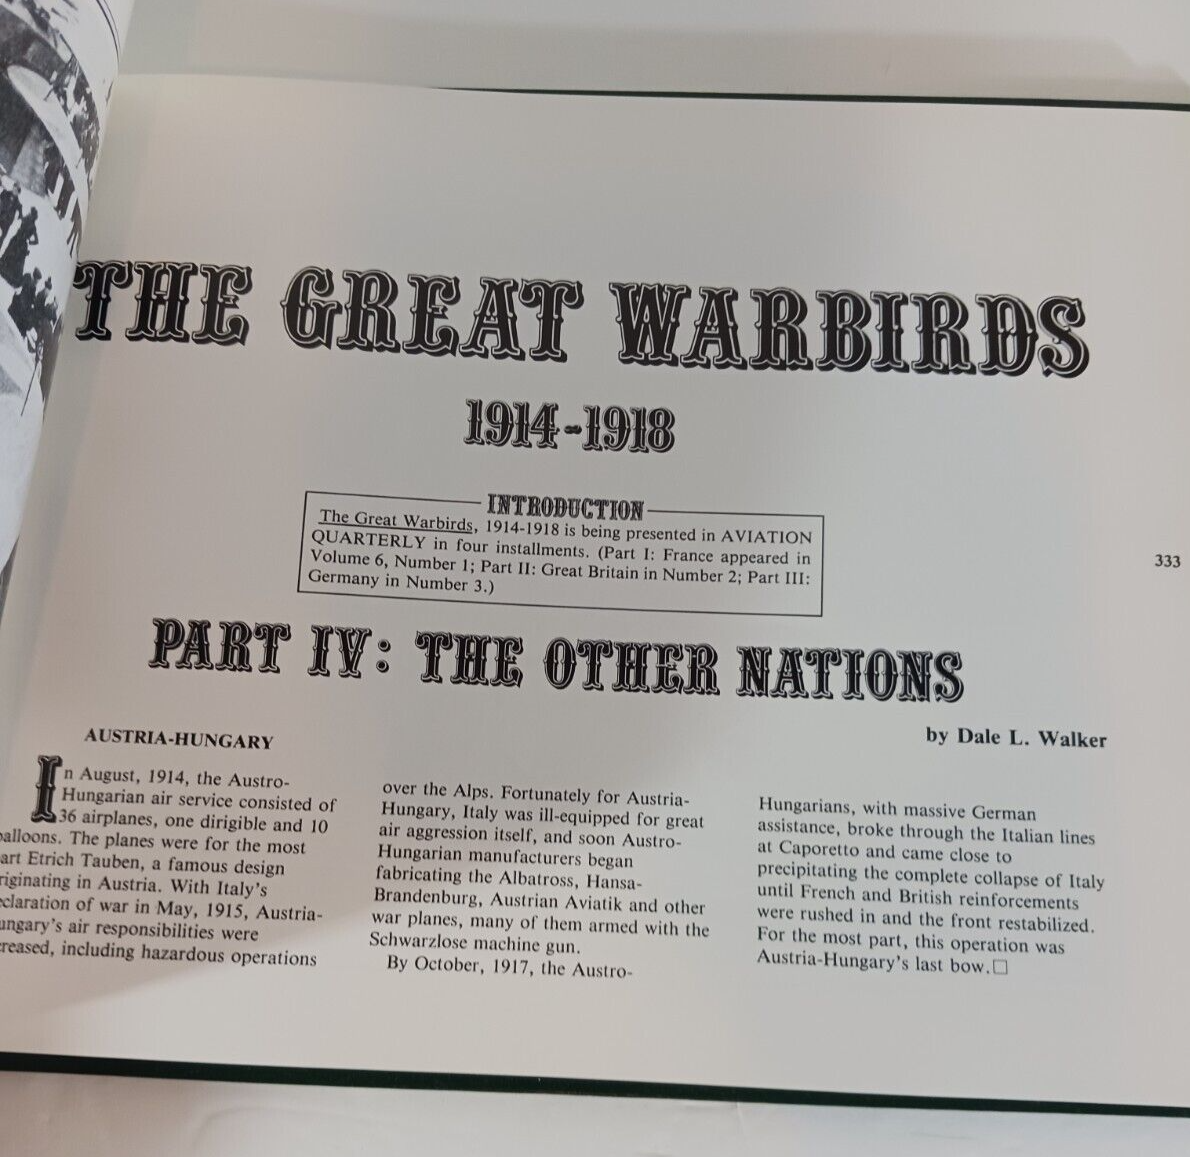 THE GREAT WARBIRDS
1914-1918
INTRODUCTION
The Great Warbirds, 1914-1918 is being presented in AVIATION
QUARTERLY in four installments. (Part I: France appeared in
Volume 6, Number 1; Part II: Great Britain in Number 2; Part III:
Germany in Number 3.)
333
PART IV: THE OTHER NATIONS
by Dale L. Walker
AUSTRIA-HUNGARY
In August, 1914, the Austro-
Hungarian air service consisted of
36 airplanes, one dirigible and 10
alloons. The planes were for the most
art Etrich Tauben, a famous design
riginating in Austria. With Italy's
claration of war in May, 1915, Austria-
ungary's air responsibilities were
reased, including hazardous operations
over the Alps. Fortunately for Austria-
Hungary, Italy was ill-equipped for great
air aggression itself, and soon Austro-
Hungarian manufacturers began
fabricating the Albatross, Hansa-
Brandenburg, Austrian Aviatik and other
war planes, many of them armed with the
Schwarzlose machine gun.
By October, 1917, the Austro-
Hungarians, with massive German
assistance, broke through the Italian lines
at Caporetto and came close to
precipitating the complete collapse of Italy
until French and British reinforcements
were rushed in and the front restabilized.
For the most part, this operation was
Austria-Hungary's last bow.□